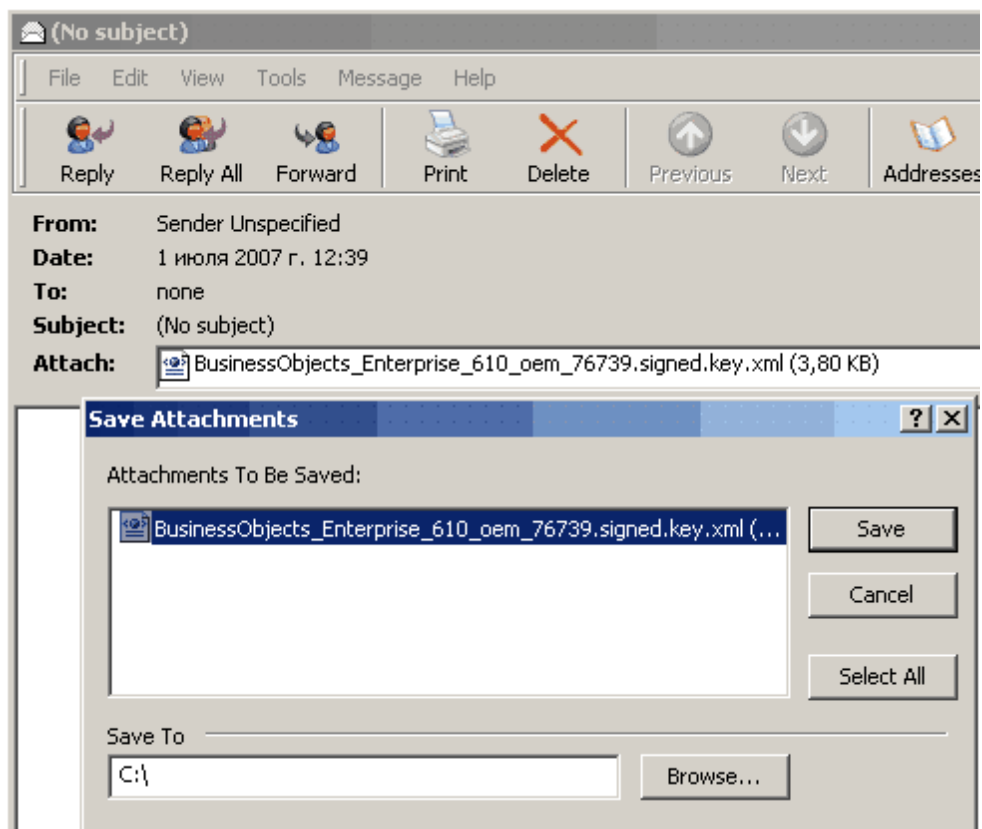 (No subject)
File Edit View Tools Message Help
Reply Reply All Forward Print Delete Previous Next Addresses
From: Sender Unspecified
Date: 1 июля 2007 г. 12:39
To: none
Subject: (No subject)
Attach: BusinessObjects_Enterprise_610_oem_76739.signed.key.xml (3,80 KB)
Save Attachments
Attachments To Be Saved:
BusinessObjects_Enterprise_610_oem_76739.signed.key.xml (...
Save
Cancel
Select All
Save To
C:\
Browse...